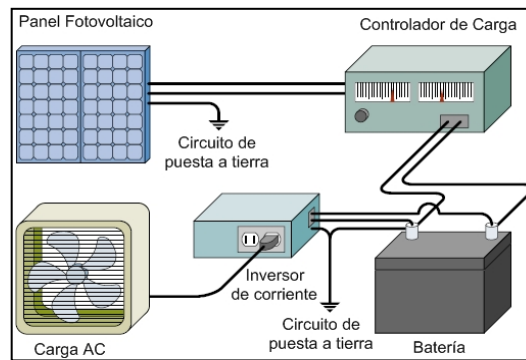 Panel Fotovoltaico
Controlador de Carga
Circuito de
puesta a tierra
Inversor
de corriente
Circuito de
puesta a tierra
Carga AC
Batería